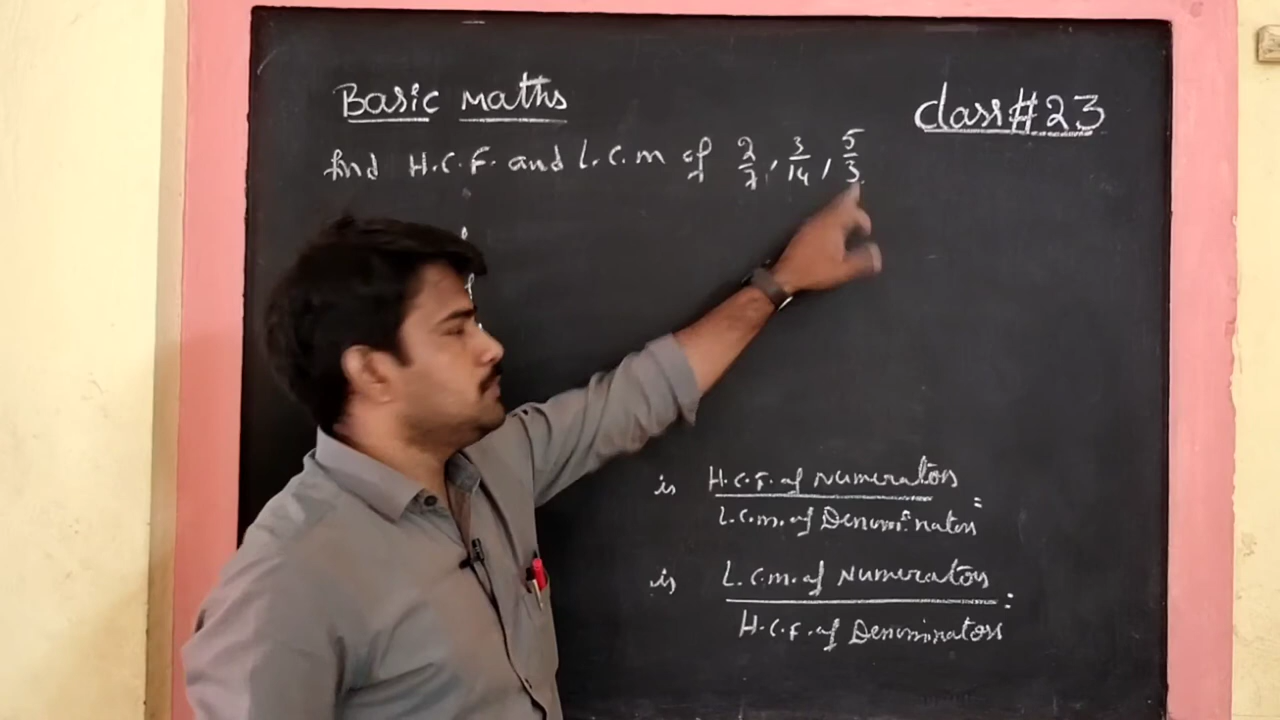 Basic maths
class#23
find H.C.F. and L.C.m of 2/7, 3/14, 5/3
is H.C.F. of Numerators
L.C.m. of Denominators :
is L.C.m. of Numerators
H.C.F. of Denominators :